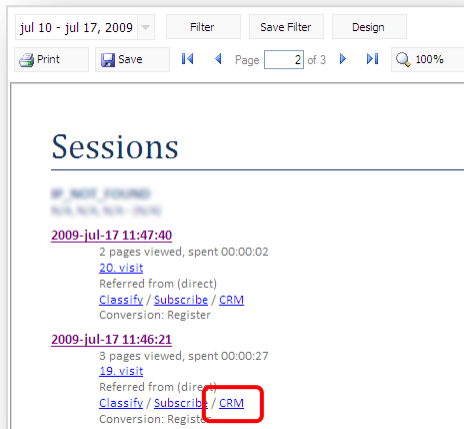 jul 10 - jul 17, 2009 Filter Save Filter Design
Print Save Page 2 of 3 100%
Sessions
2009-jul-17 11:47:40
2 pages viewed, spent 00:00:02
20. visit
Referred from (direct)
Classify / Subscribe / CRM
Conversion: Register
2009-jul-17 11:46:21
3 pages viewed, spent 00:00:27
19. visit
Referred from (direct)
Classify / Subscribe / CRM
Conversion: Register